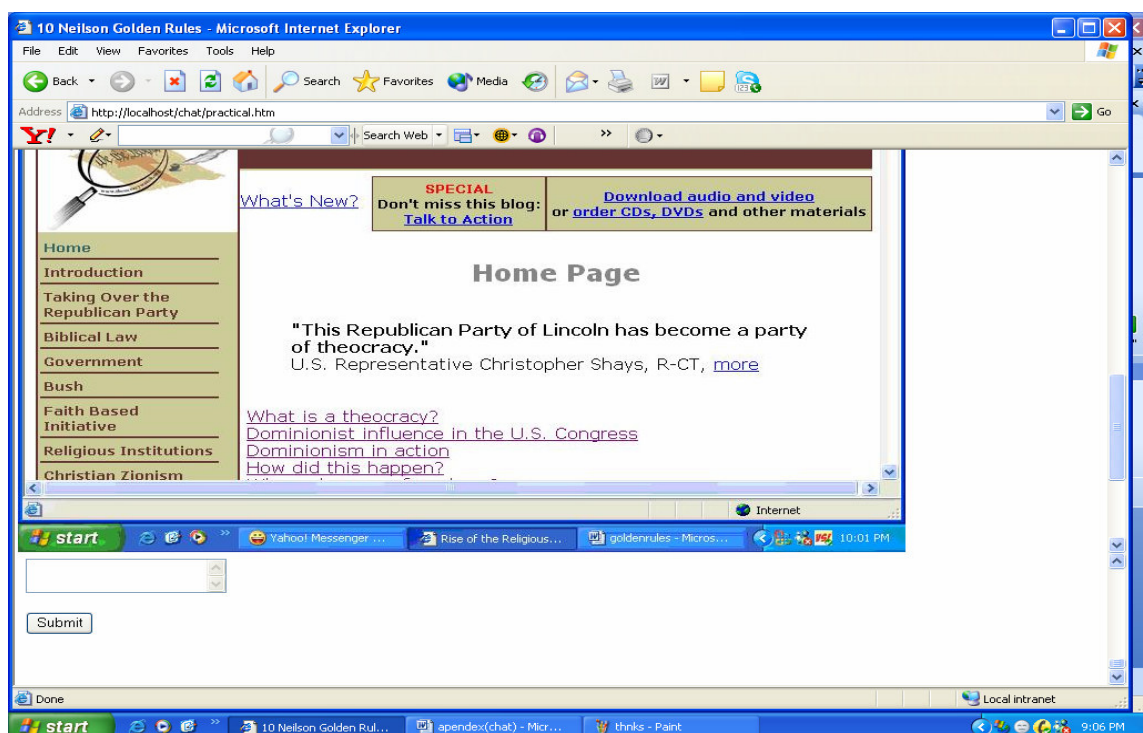 10 Neilson Golden Rules - Microsoft Internet Explorer
File Edit View Favorites Tools Help
Back Search Favorites Media
Address http://localhost/chat/practical.htm Go
Y! Search Web »
What's New?
SPECIAL
Don't miss this blog:
Talk to Action
Download audio and video
or order CDs, DVDs and other materials
Home
Introduction
Taking Over the
Republican Party
Biblical Law
Government
Bush
Faith Based
Initiative
Religious Institutions
Christian Zionism
Home Page
"This Republican Party of Lincoln has become a party
of theocracy."
U.S. Representative Christopher Shays, R-CT, more
What is a theocracy?
Dominionist influence in the U.S. Congress
Dominionism in action
How did this happen?
Internet
start » Yahoo! Messenger ... Rise of the Religious... goldenrules - Micros... 10:01 PM
Submit
Done Local intranet
start » 10 Neilson Golden Rul... apendex(chat) - Micr... thnks - Paint 9:06 PM